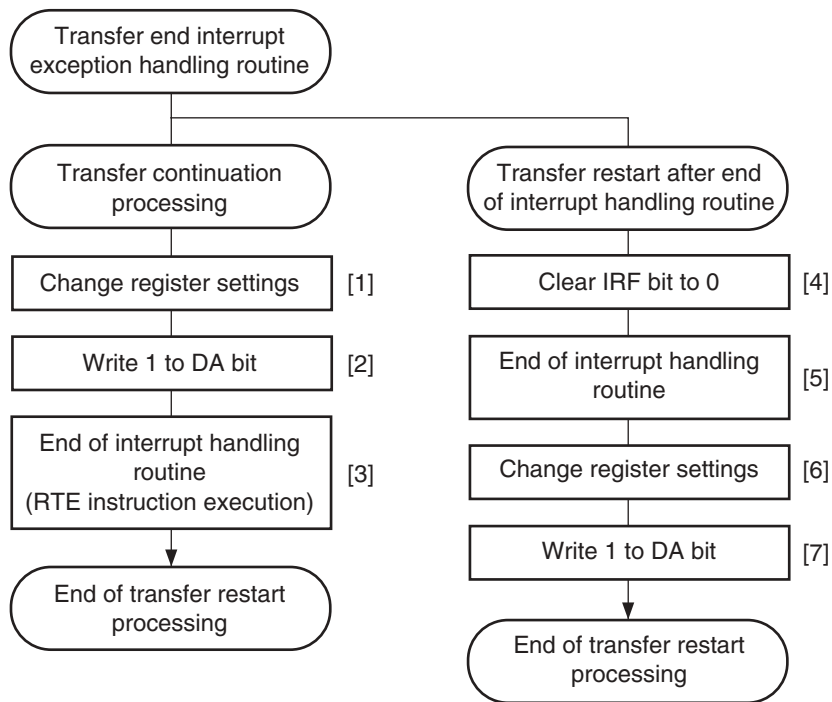 Transfer end interrupt
exception handling routine
Transfer continuation
processing
Change register settings
[1]
Write 1 to DA bit
[2]
End of interrupt handling
routine
(RTE instruction execution)
[3]
End of transfer restart
processing
Transfer restart after end
of interrupt handling routine
Clear IRF bit to 0
[4]
End of interrupt handling
routine
[5]
Change register settings
[6]
Write 1 to DA bit
[7]
End of transfer restart
processing